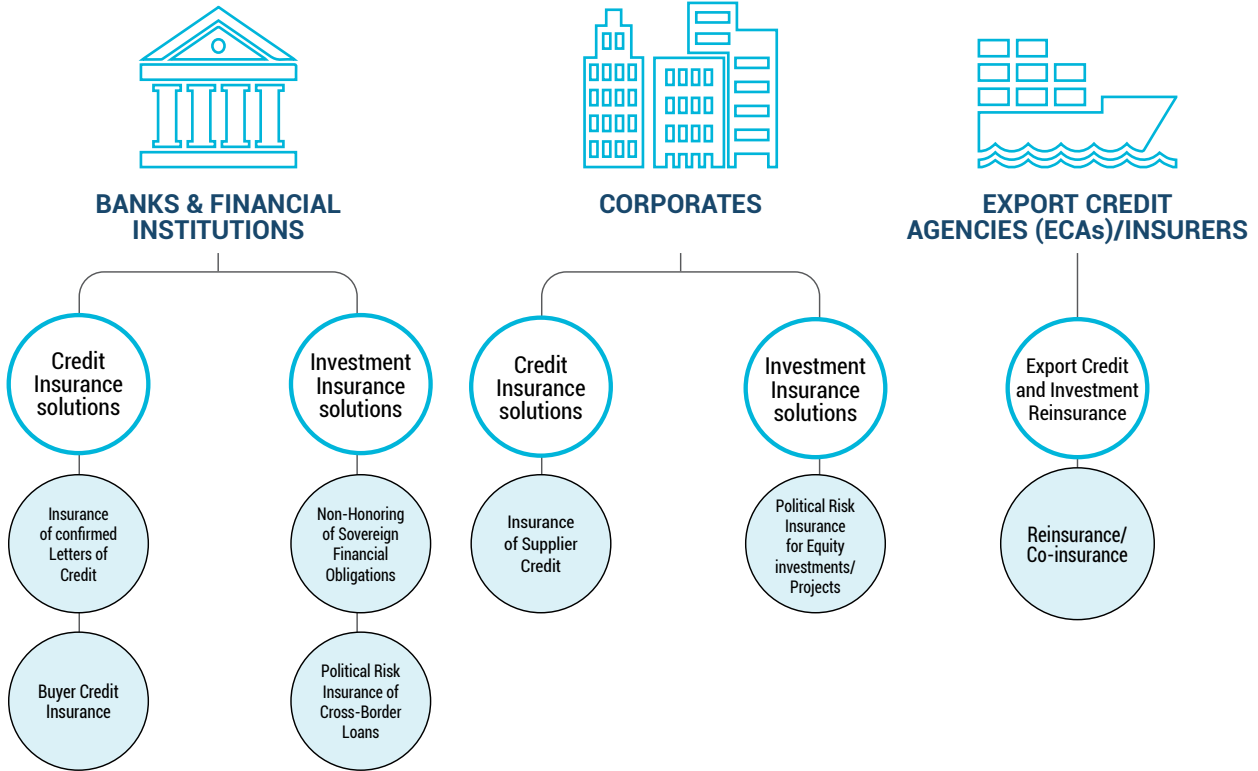 BANKS & FINANCIAL
INSTITUTIONS
Credit
Insurance
solutions
Insurance
of confirmed
Letters of
Credit
Buyer Credit
Insurance
Investment
Insurance
solutions
Non-Honoring
of Sovereign
Financial
Obligations
Political Risk
Insurance of
Cross-Border
Loans
CORPORATES
Credit
Insurance
solutions
Insurance
of Supplier
Credit
Investment
Insurance
solutions
Political Risk
Insurance
for Equity
investments/
Projects
EXPORT CREDIT
AGENCIES (ECAs)/INSURERS
Export Credit
and Investment
Reinsurance
Reinsurance/
Co-insurance